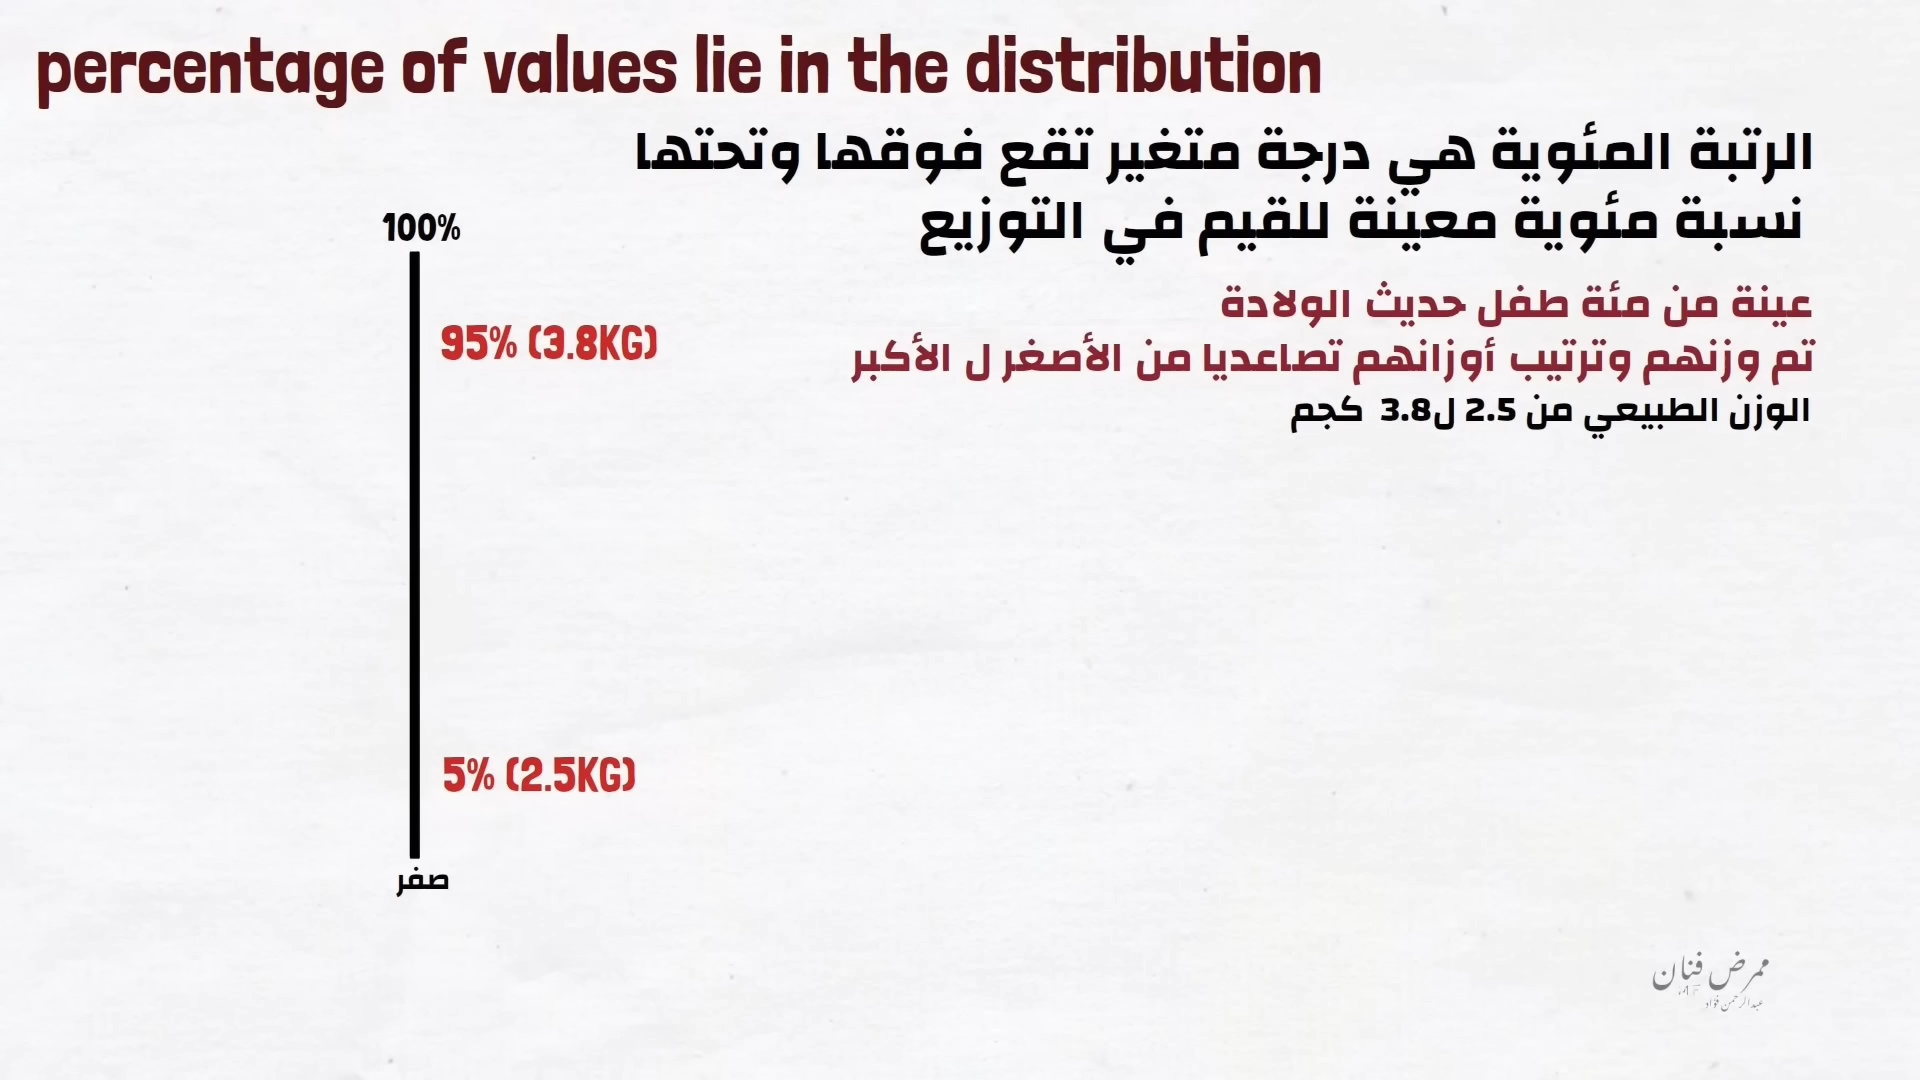 percentage of values lie in the distribution
الرتبة المئوية هي درجة متغير تقع فوقها وتحتها
نسبة مئوية معينة للقيم في التوزيع
عينة من مئة طفل حديث الولادة
تم وزنهم وترتيب أوزانهم تصاعديا من الأصغر ل الأكبر
الوزن الطبيعي من 2.5 ل3.8 كجم
100%
95% (3.8KG)
5% (2.5KG)
صفر
ممرض فنان
عبدالرحمن فؤاد